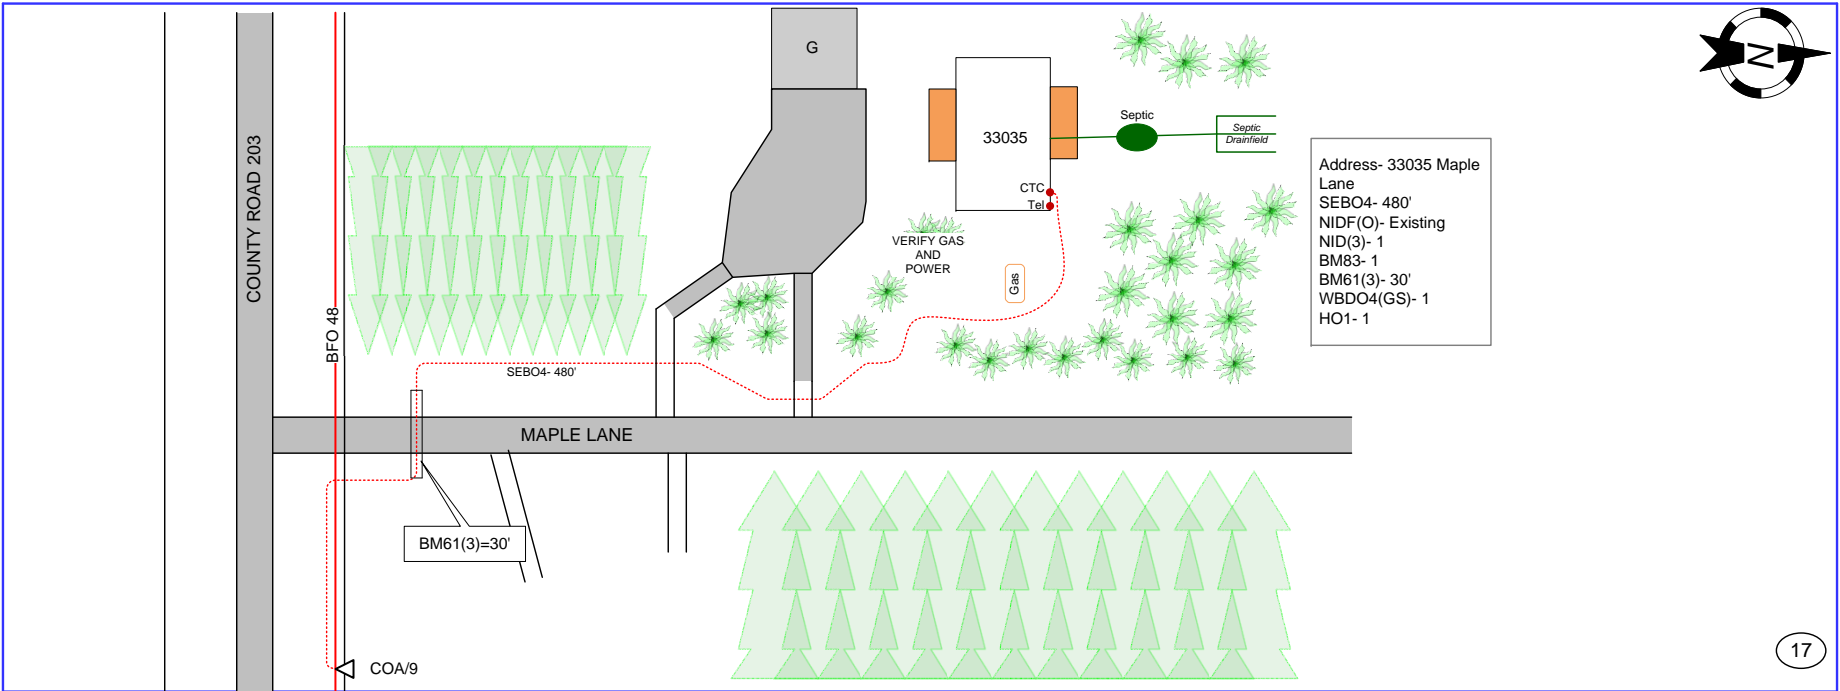 G
N
COUNTY ROAD 203
33035
Septic
Septic
Drainfield
CTC
Tel
Address- 33035 Maple
Lane
SEBO4- 480'
NIDF(O)- Existing
NID(3)- 1
BM83- 1
BM61(3)- 30'
WBDO4(GS)- 1
HO1- 1
VERIFY GAS
AND
POWER
Gas
BFO 48
SEBO4- 480'
MAPLE LANE
BM61(3)=30'
COA/9
17